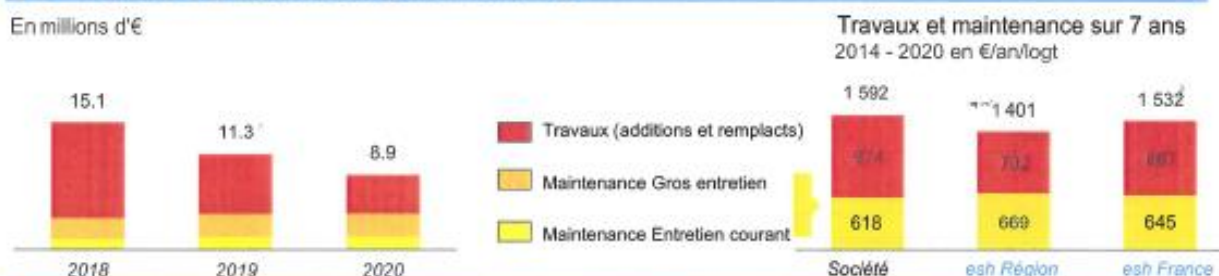 En millions d'€
Travaux et maintenance sur 7 ans
2014 - 2020 en €/an/logt
15.1
11.3
8.9
2018
2019
2020
Travaux (additions et remplacts)
Maintenance Gros entretien
Maintenance Entretien courant
1 592
1 401
1 532
974
618
669
645
Société
esh Région
esh France